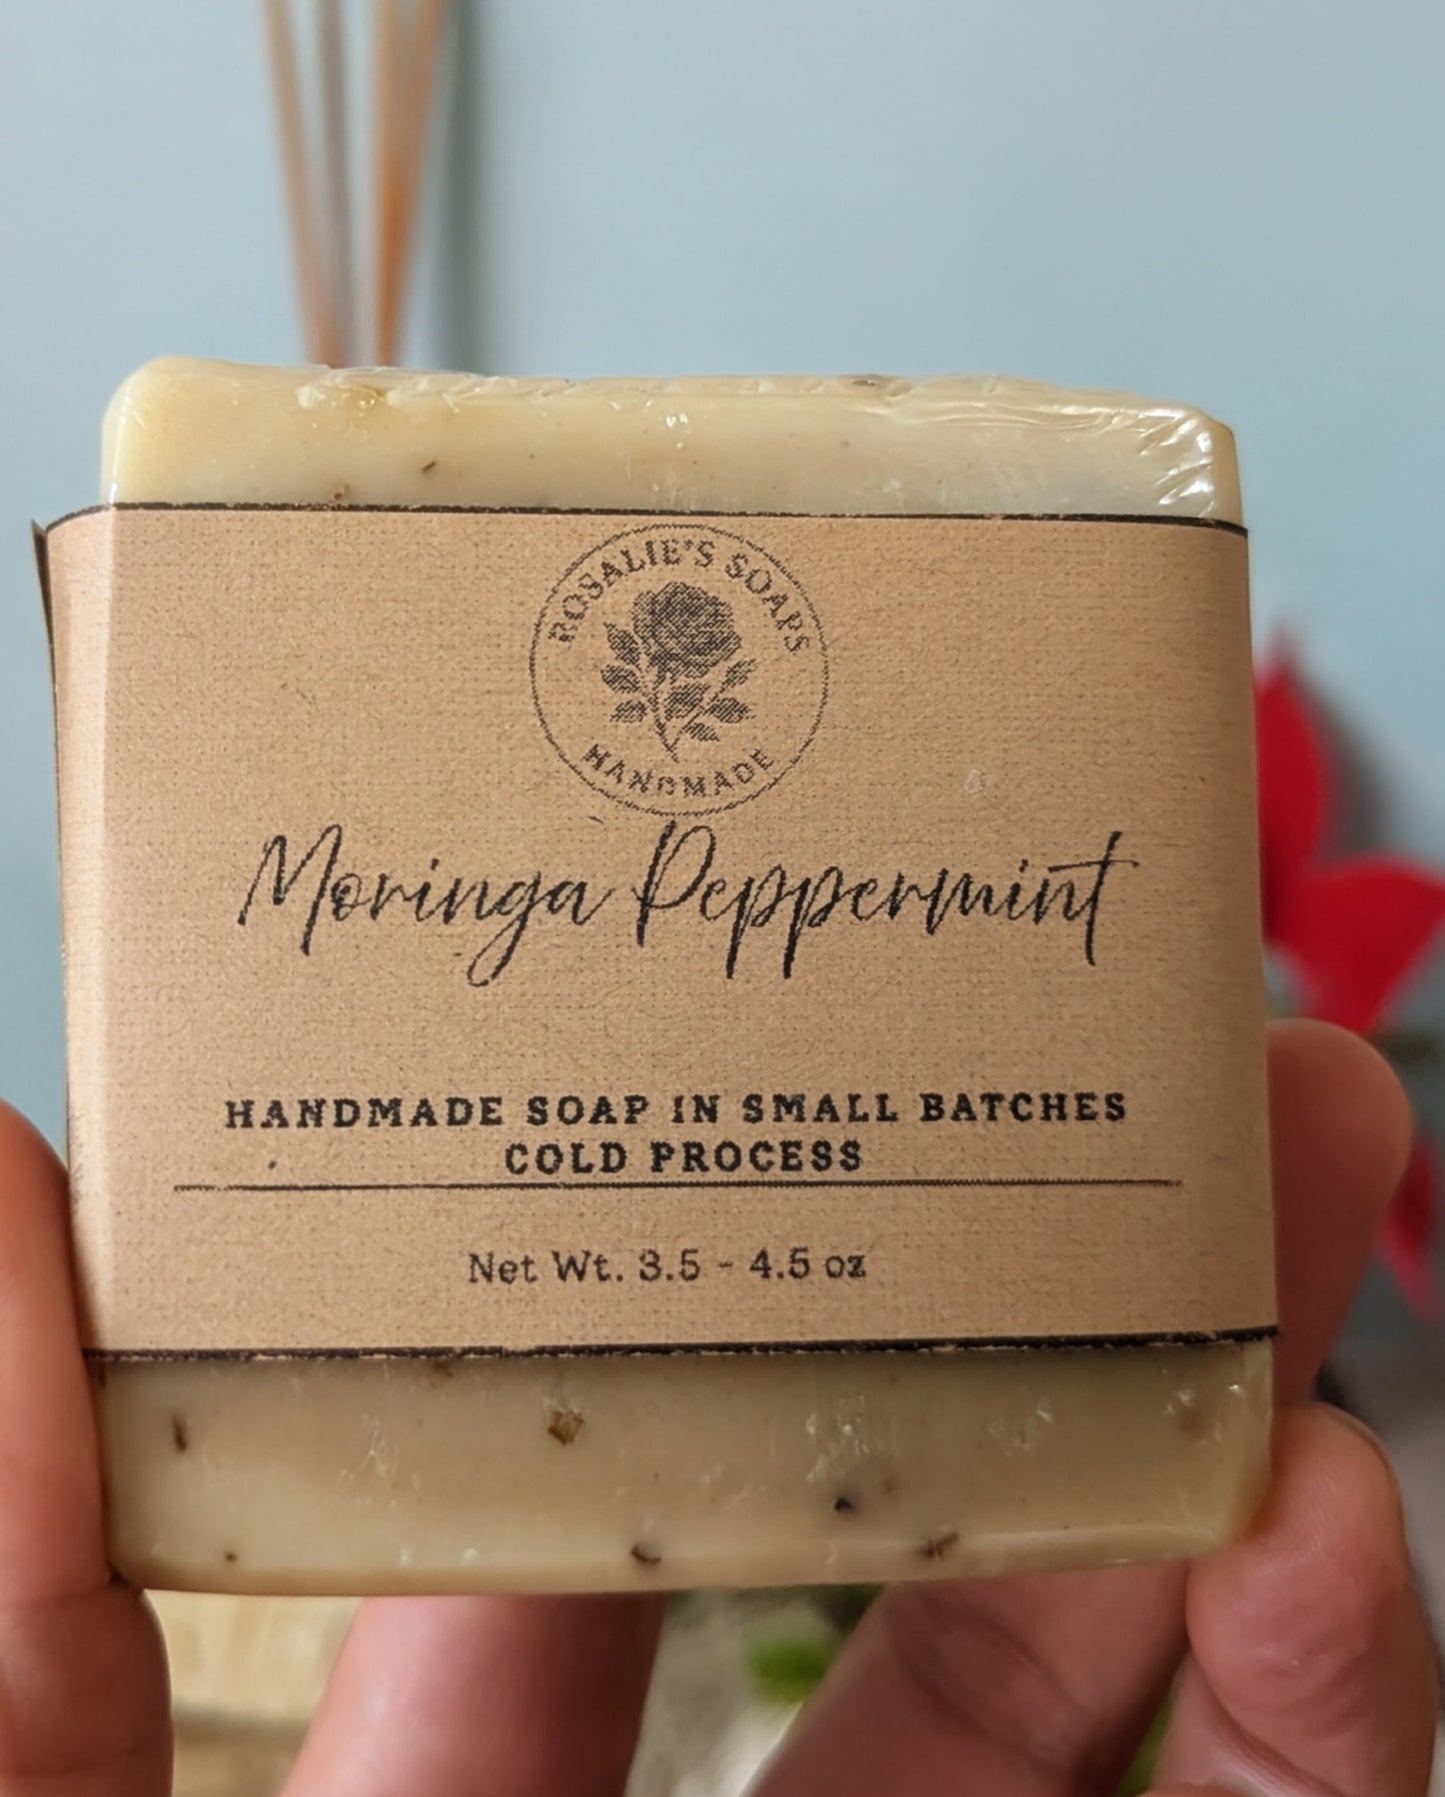 ROSALIE'S SOAPS
HANDMADE
Moringa Peppermint
HANDMADE SOAP IN SMALL BATCHES
COLD PROCESS
Net Wt. 3.5 - 4.5 oz